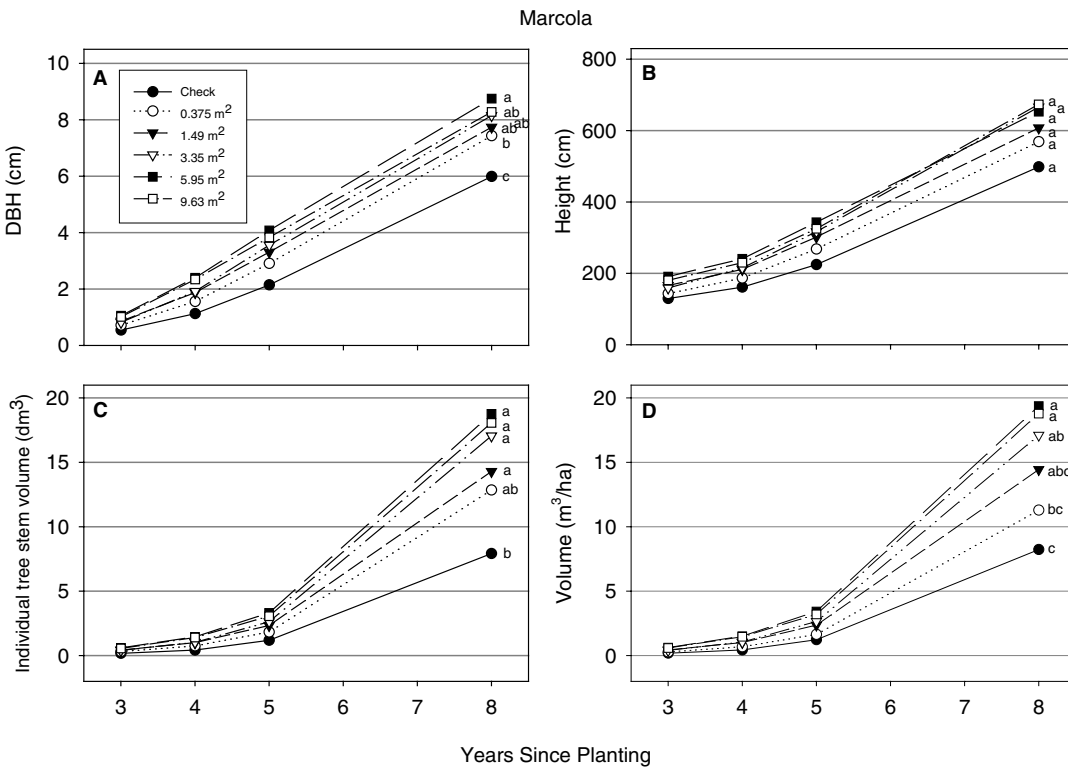 Marcola
A
Check
0.375 m2
1.49 m2
3.35 m2
5.95 m2
9.63 m2
DBH (cm)
10
8
6
4
2
0
a
ab
ab
ab
b
c
B
Height (cm)
800
600
400
200
0
a
a
a
a
a
a
C
Individual tree stem volume (dm3)
20
15
10
5
0
a
a
a
a
ab
b
3 4 5 6 7 8
D
Volume (m3/ha)
20
15
10
5
0
a
a
ab
abc
bc
c
3 4 5 6 7 8
Years Since Planting